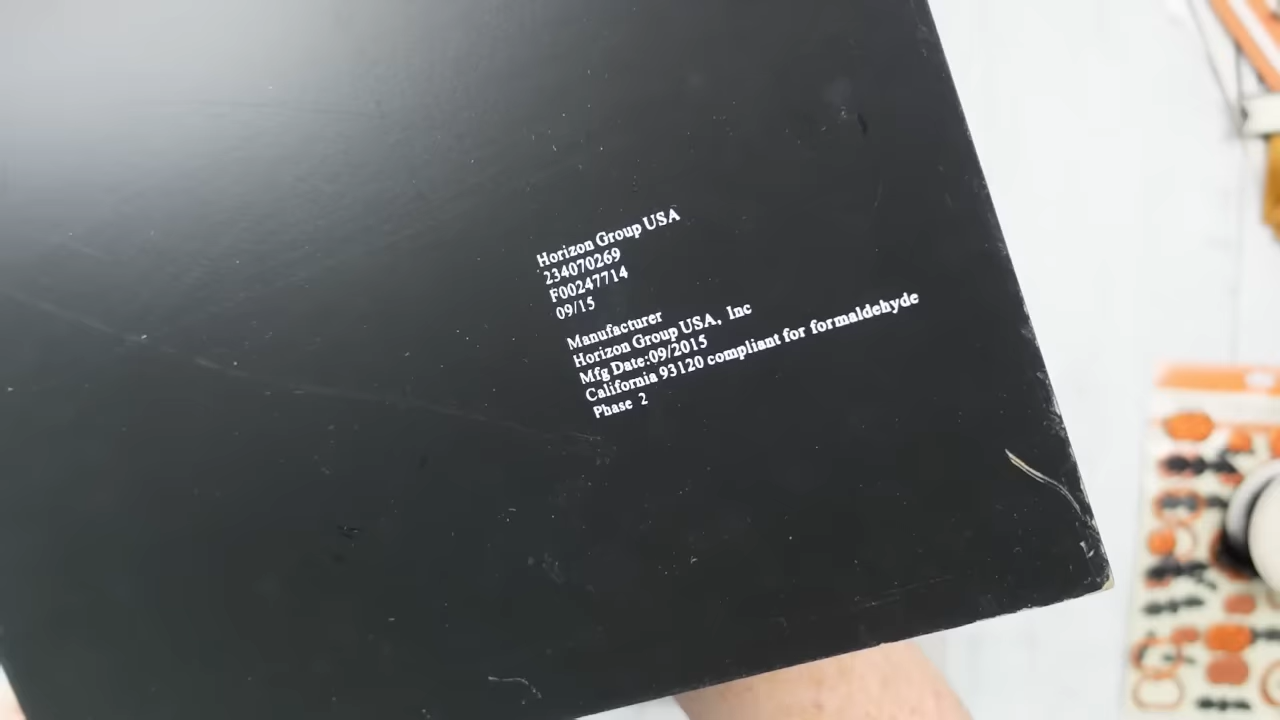 Horizon Group USA
234070269
F00247714
09/15
Manufacturer
Horizon Group USA, Inc
Mfg Date:09/2015
California 93120 compliant for formaldehyde
Phase 2